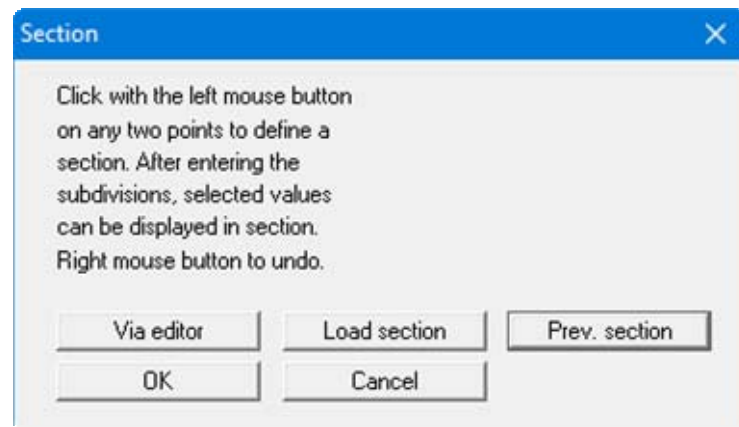 Section
Click with the left mouse button
on any two points to define a
section. After entering the
subdivisions, selected values
can be displayed in section.
Right mouse button to undo.
Via editor Load section Prev. section
OK Cancel